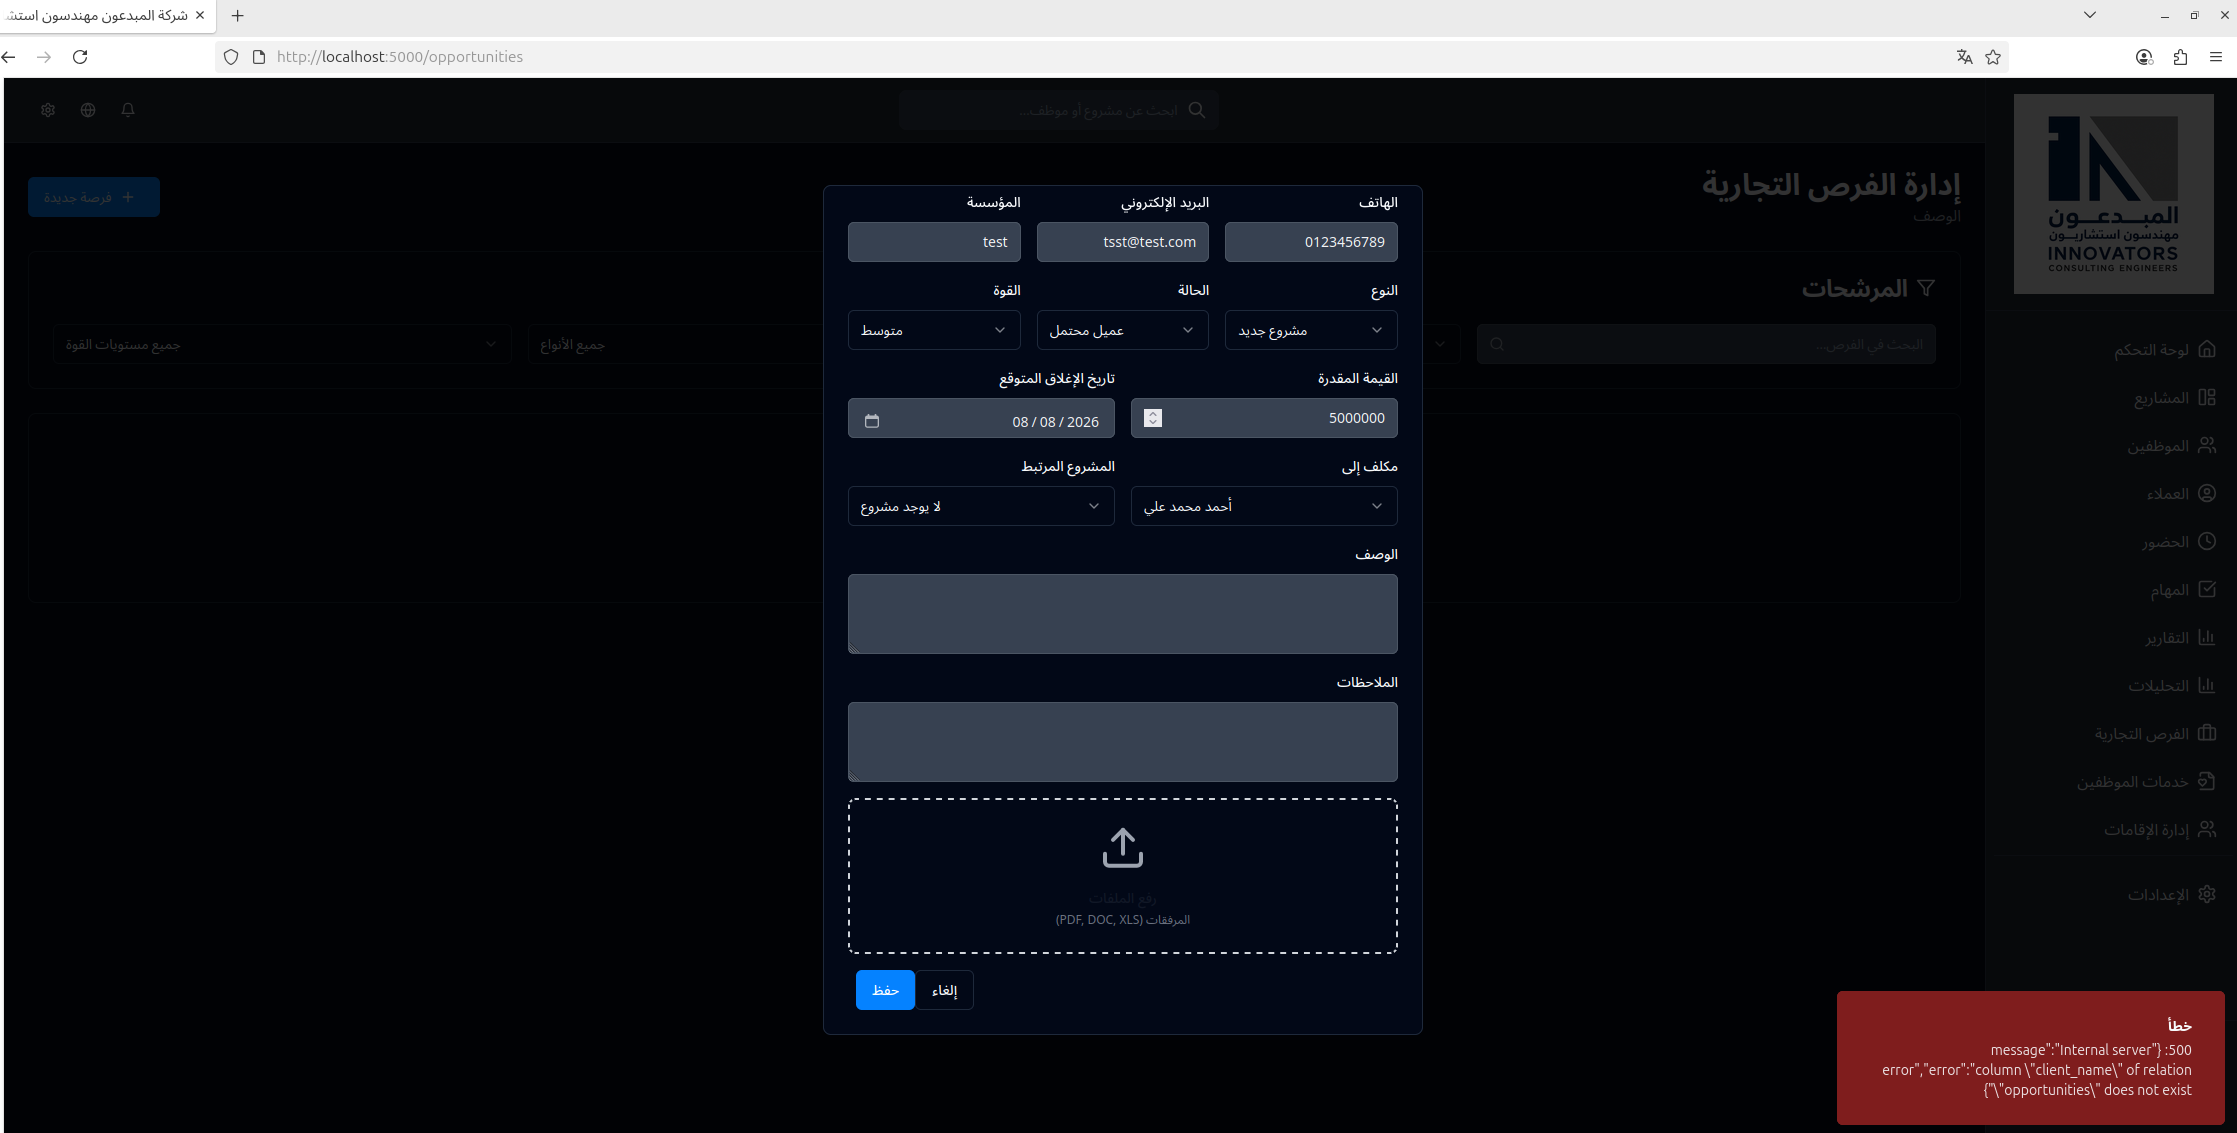 شركة المبدعون مهندسون استش
http://localhost:5000/opportunities
ابحث عن مشروع أو موظف...
المبدعون
مهندسون استشاريون
INNOVATORS
CONSULTING ENGINEERS
إدارة الفرص التجارية
الوصف
فرصة جديدة
المرشحات
البحث في الفرص...
جميع الأنواع
جميع مستويات القوة
لوحة التحكم
المشاريع
الموظفين
العملاء
الحضور
المهام
التقارير
التحليلات
الفرص التجارية
خدمات الموظفين
إدارة الإقامات
الإعدادات
الهاتف البريد الإلكتروني المؤسسة
0123456789 tsst@test.com test
النوع الحالة القوة
مشروع جديد عميل محتمل متوسط
القيمة المقدرة تاريخ الإغلاق المتوقع
5000000 08 / 08 / 2026
مكلف إلى المشروع المرتبط
أحمد محمد علي لا يوجد مشروع
الوصف
الملاحظات
رفع الملفات
المرفقات (PDF, DOC, XLS)
إلغاء حفظ
خطأ
500: {"message":"Internal server
error","error":"column \"client_name\" of relation
\"opportunities\" does not exist"}